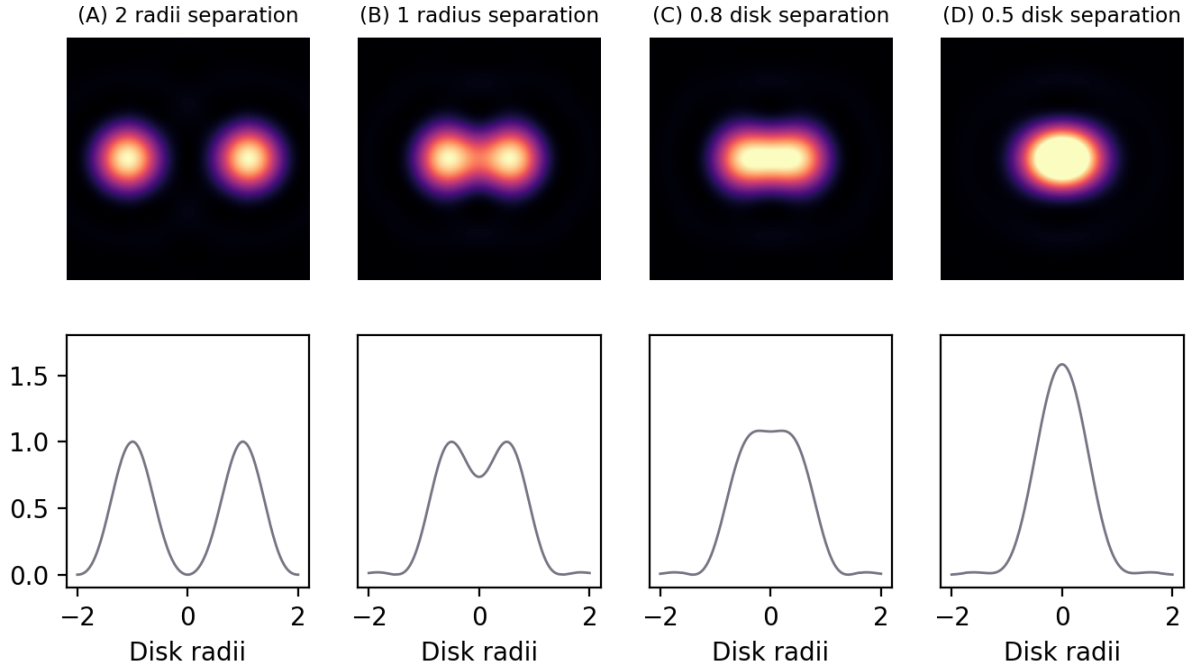 (A) 2 radii separation
(B) 1 radius separation
(C) 0.8 disk separation
(D) 0.5 disk separation
1.5
1.0
0.5
0.0
−2 0 2
−2 0 2
−2 0 2
−2 0 2
Disk radii
Disk radii
Disk radii
Disk radii